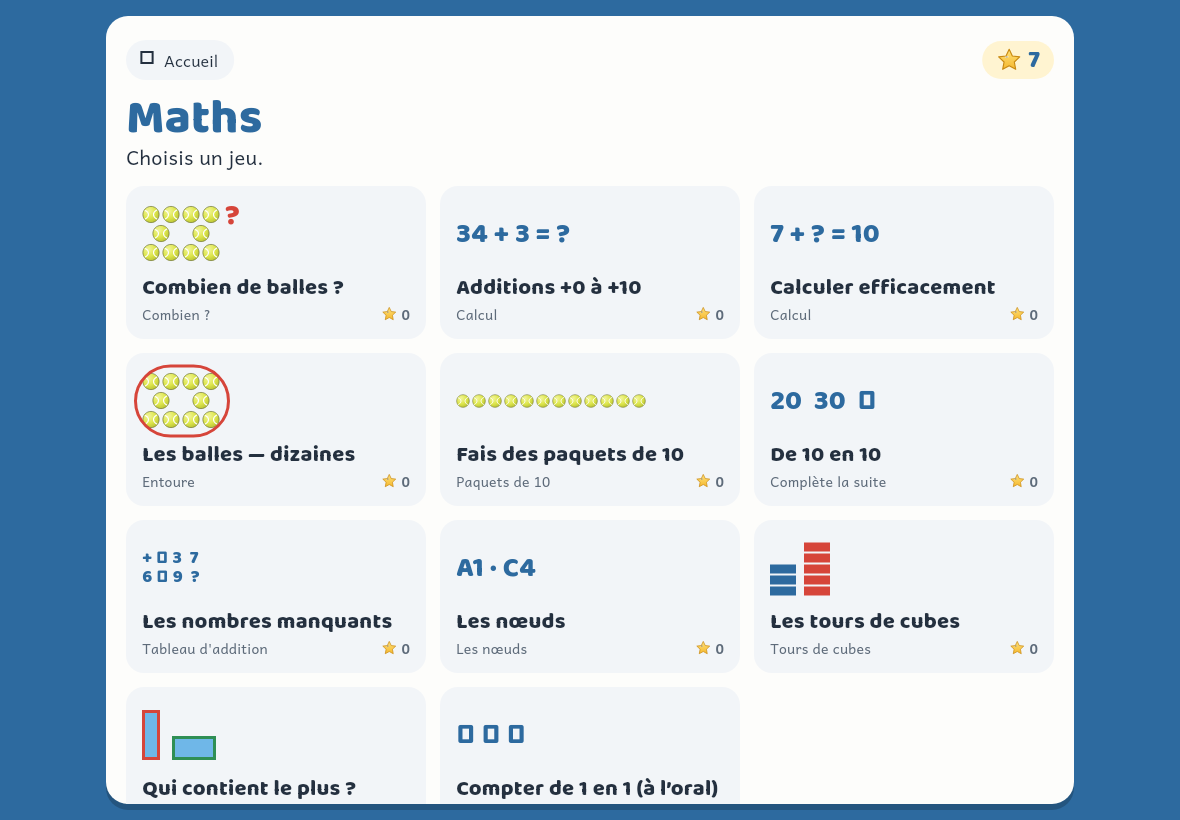 Accueil
7
Maths
Choisis un jeu.
?
Combien de balles ?
Combien ?
0
34 + 3 = ?
Additions +0 à +10
Calcul
0
7 + ? = 10
Calculer efficacement
Calcul
0
Les balles — dizaines
Entoure
0
Fais des paquets de 10
Paquets de 10
0
20 30
De 10 en 10
Complète la suite
0
+ 3 7
6 9 ?
Les nombres manquants
Tableau d'addition
0
A1 · C4
Les nœuds
Les nœuds
0
Les tours de cubes
Tours de cubes
0
Qui contient le plus ?
Compter de 1 en 1 (à l'oral)